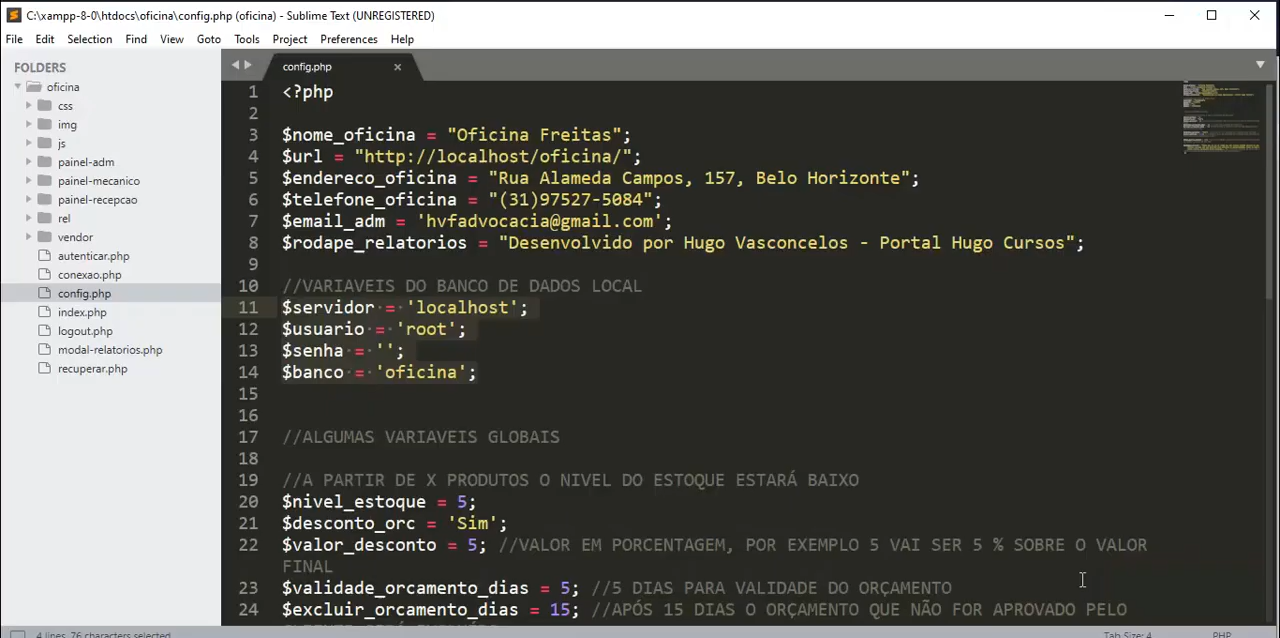 C:\xampp-8-0\htdocs\oficina\config.php (oficina) - Sublime Text (UNREGISTERED)
File Edit Selection Find View Goto Tools Project Preferences Help
FOLDERS
oficina
css
img
js
painel-adm
painel-mecanico
painel-recepcao
rel
vendor
autenticar.php
conexao.php
config.php
index.php
logout.php
modal-relatorios.php
recuperar.php
config.php
1 <?php
2
3 $nome_oficina = "Oficina Freitas";
4 $url = "http://localhost/oficina/";
5 $endereco_oficina = "Rua Alameda Campos, 157, Belo Horizonte";
6 $telefone_oficina = "(31)97527-5084";
7 $email_adm = 'hvfadvocacia@gmail.com';
8 $rodape_relatorios = "Desenvolvido por Hugo Vasconcelos - Portal Hugo Cursos";
9
10 //VARIAVEIS DO BANCO DE DADOS LOCAL
11 $servidor = 'localhost';
12 $usuario = 'root';
13 $senha = '';
14 $banco = 'oficina';
15
16
17 //ALGUMAS VARIAVEIS GLOBAIS
18
19 //A PARTIR DE X PRODUTOS O NIVEL DO ESTOQUE ESTARÁ BAIXO
20 $nivel_estoque = 5;
21 $desconto_orc = 'Sim';
22 $valor_desconto = 5; //VALOR EM PORCENTAGEM, POR EXEMPLO 5 VAI SER 5 % SOBRE O VALOR
FINAL
23 $validade_orcamento_dias = 5; //5 DIAS PARA VALIDADE DO ORÇAMENTO
24 $excluir_orcamento_dias = 15; //APÓS 15 DIAS O ORÇAMENTO QUE NÃO FOR APROVADO PELO
4 lines, 76 characters selected
Tab Size: 4
PHP